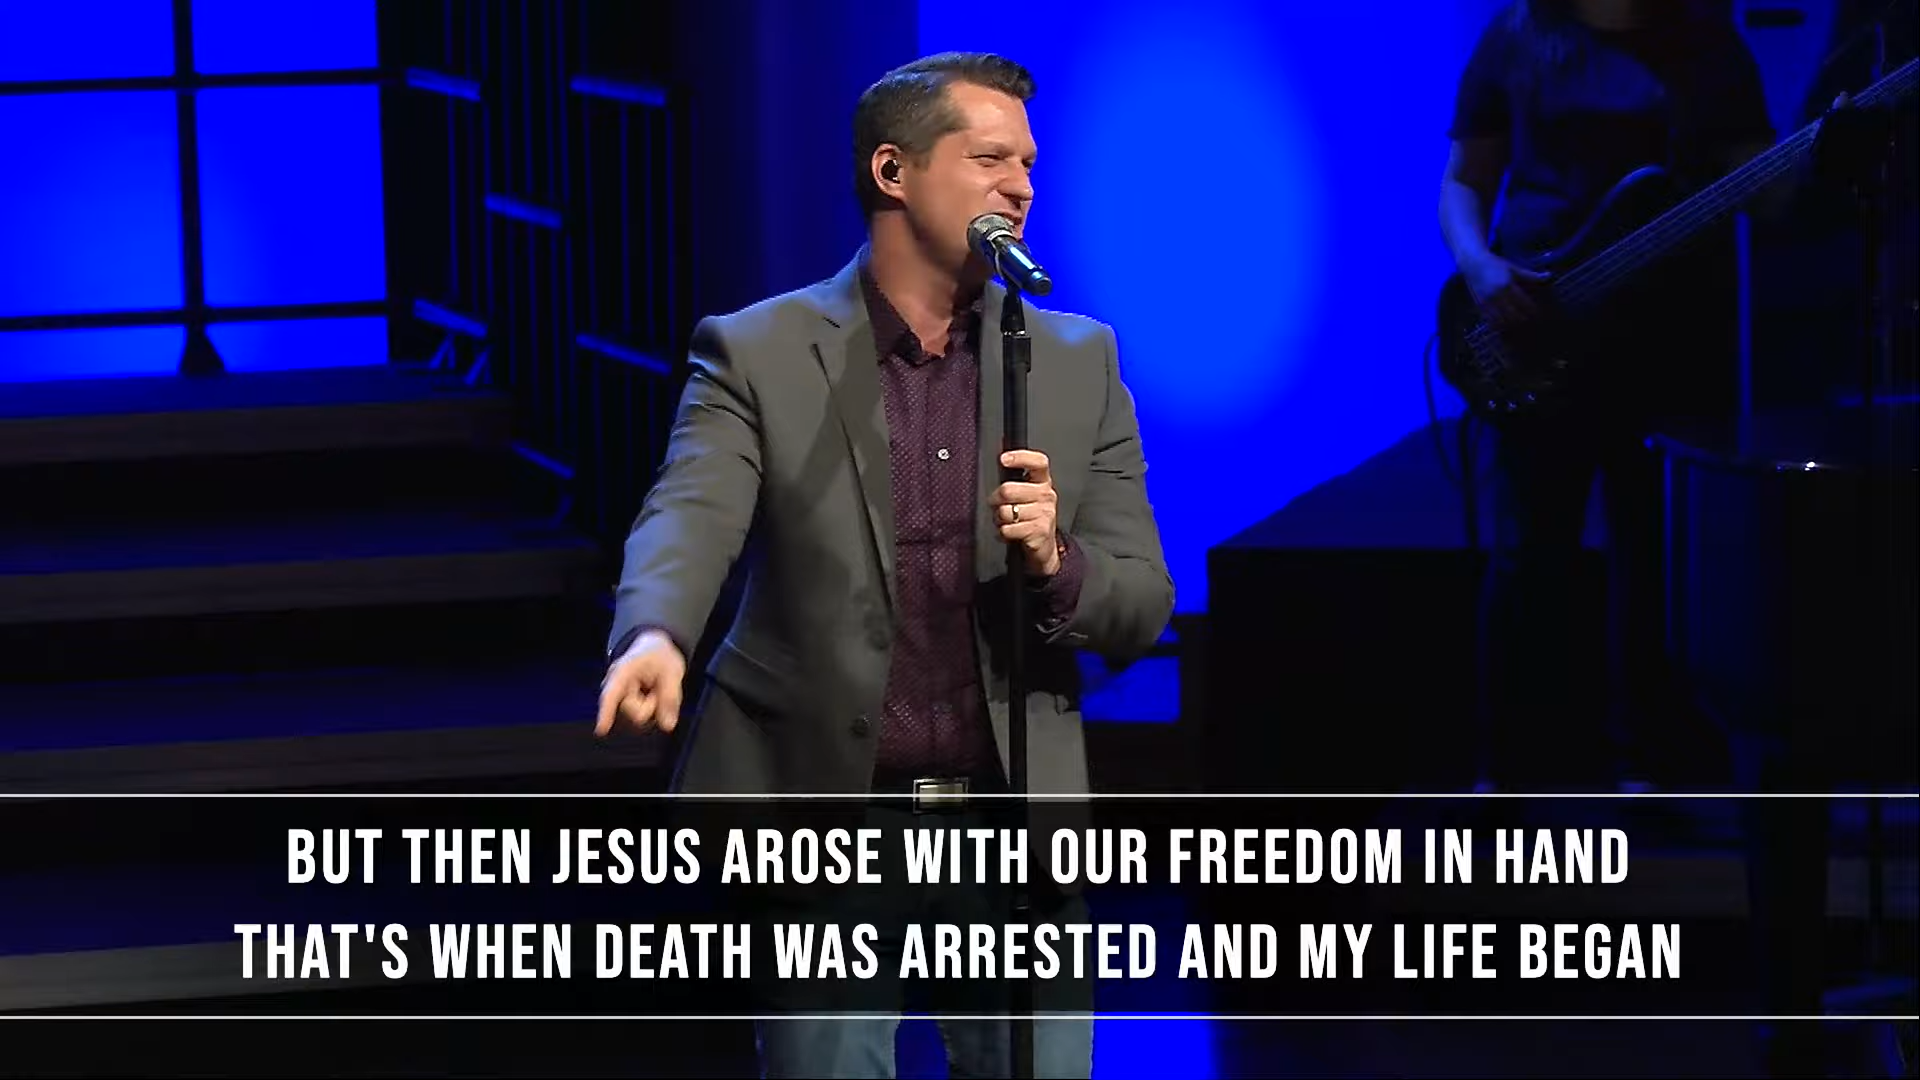 BUT THEN JESUS AROSE WITH OUR FREEDOM IN HAND
THAT'S WHEN DEATH WAS ARRESTED AND MY LIFE BEGAN